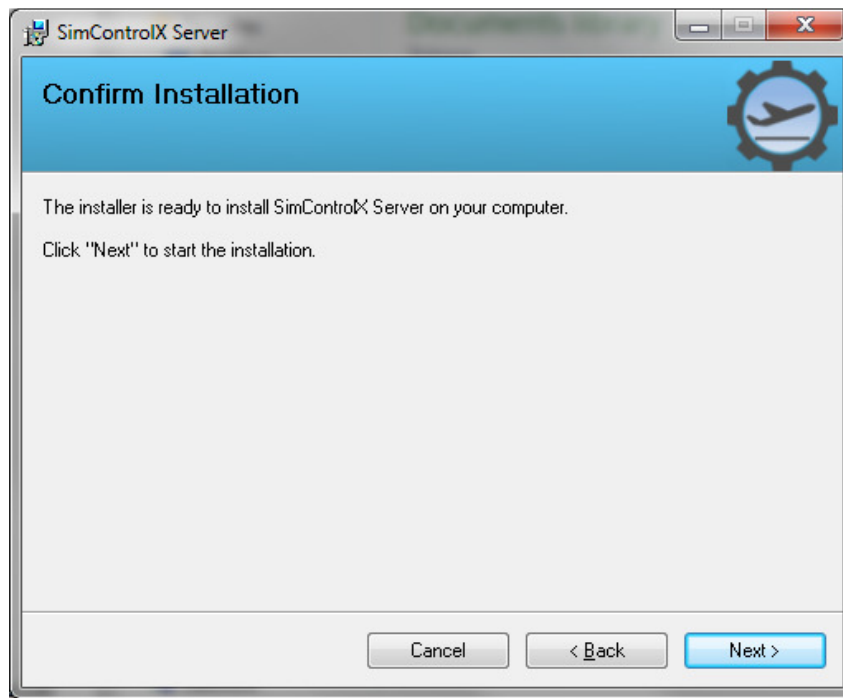 SimControlX Server
Confirm Installation
The installer is ready to install SimControlX Server on your computer.
Click "Next" to start the installation.
Cancel
< Back
Next >